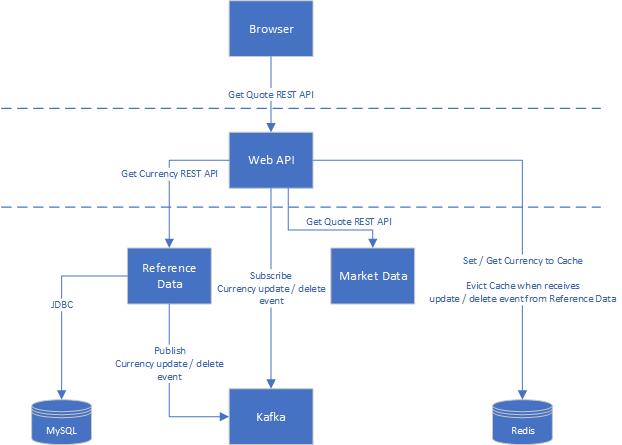 Browser
Get Quote REST API
Web API
Get Currency REST API
Get Quote REST API
Reference
Data
Subscribe
Currency update / delete
event
Market Data
Set / Get Currency to Cache
Evict Cache when receives
update / delete event from Reference Data
JDBC
Publish
Currency update / delete
event
MySQL
Kafka
Redis